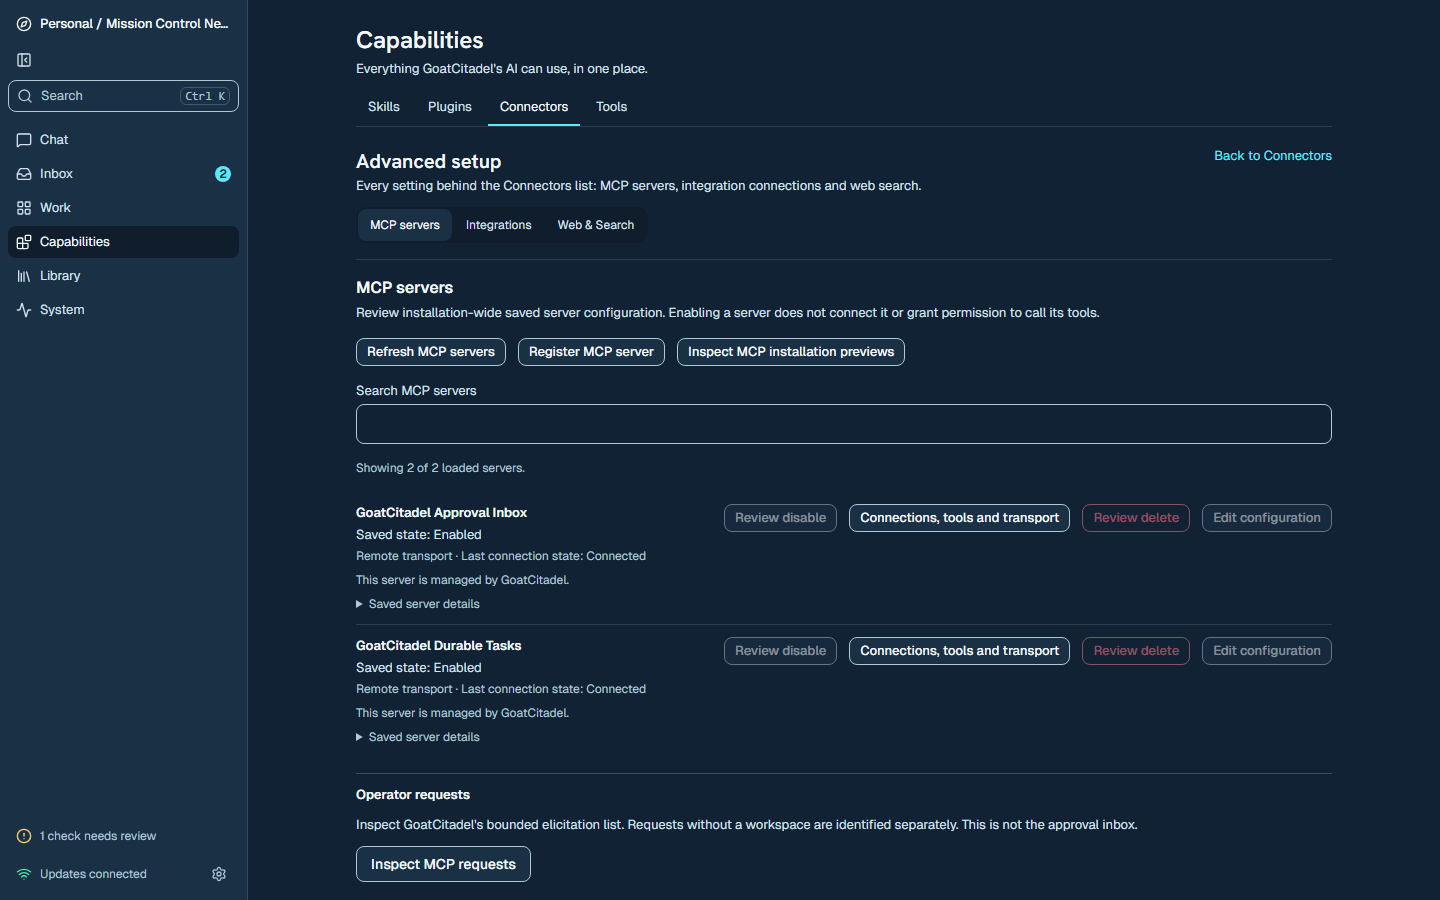 Personal / Mission Control Ne...
Search
Ctrl K
Chat
Inbox
2
Work
Capabilities
Library
System
1 check needs review
Updates connected
Capabilities
Everything GoatCitadel's AI can use, in one place.
Skills
Plugins
Connectors
Tools
Advanced setup
Back to Connectors
Every setting behind the Connectors list: MCP servers, integration connections and web search.
MCP servers
Integrations
Web & Search
MCP servers
Review installation-wide saved server configuration. Enabling a server does not connect it or grant permission to call its tools.
Refresh MCP servers
Register MCP server
Inspect MCP installation previews
Search MCP servers
Showing 2 of 2 loaded servers.
GoatCitadel Approval Inbox
Review disable
Connections, tools and transport
Review delete
Edit configuration
Saved state: Enabled
Remote transport · Last connection state: Connected
This server is managed by GoatCitadel.
Saved server details
GoatCitadel Durable Tasks
Review disable
Connections, tools and transport
Review delete
Edit configuration
Saved state: Enabled
Remote transport · Last connection state: Connected
This server is managed by GoatCitadel.
Saved server details
Operator requests
Inspect GoatCitadel's bounded elicitation list. Requests without a workspace are identified separately. This is not the approval inbox.
Inspect MCP requests